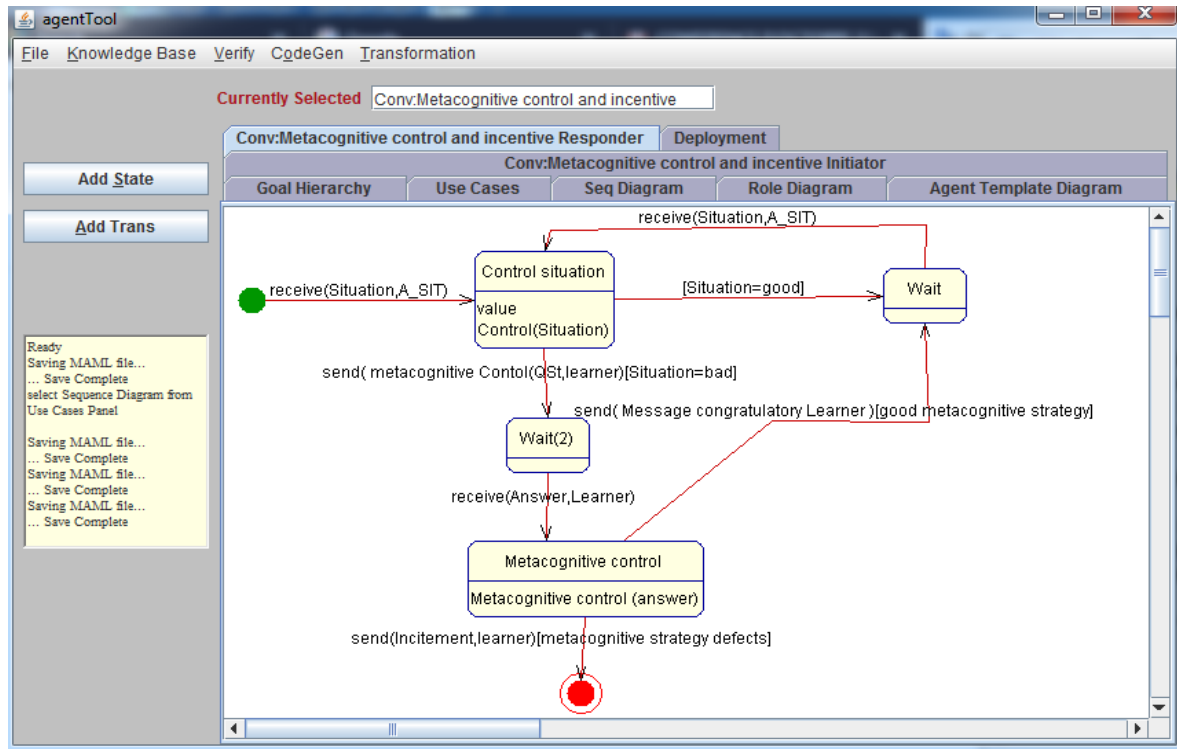 agentTool
File Knowledge Base Verify CodeGen Transformation
Currently Selected Conv:Metacognitive control and incentive
Conv:Metacognitive control and incentive Responder Deployment
Conv:Metacognitive control and incentive Initiator
Goal Hierarchy Use Cases Seq Diagram Role Diagram Agent Template Diagram
Add State
Add Trans
Ready
Saving MAML file...
... Save Complete
select Sequence Diagram from
Use Cases Panel
Saving MAML file...
... Save Complete
Saving MAML file...
... Save Complete
Saving MAML file...
... Save Complete
receive(Situation,A_SIT)
receive(Situation,A_SIT)
Control situation
value
Control(Situation)
[Situation=good]
Wait
send( metacognitive Contol(QSt,learner)[Situation=bad]
send( Message congratulatory Learner )[good metacognitive strategy]
Wait(2)
receive(Answer,Learner)
Metacognitive control
Metacognitive control (answer)
send(Incitement,learner)[metacognitive strategy defects]